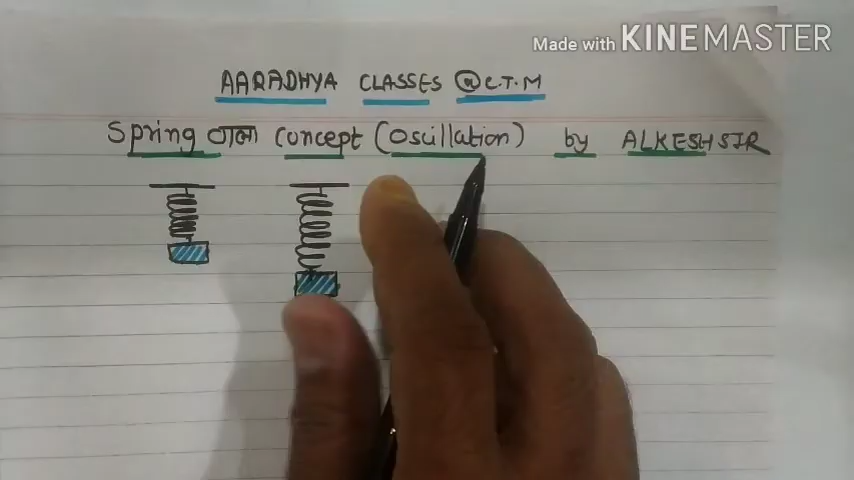 Made with KINEMASTER
AARADHYA CLASSES @C.T.M
Spring वाला Concept (Oscillation) by ALKESH SIR